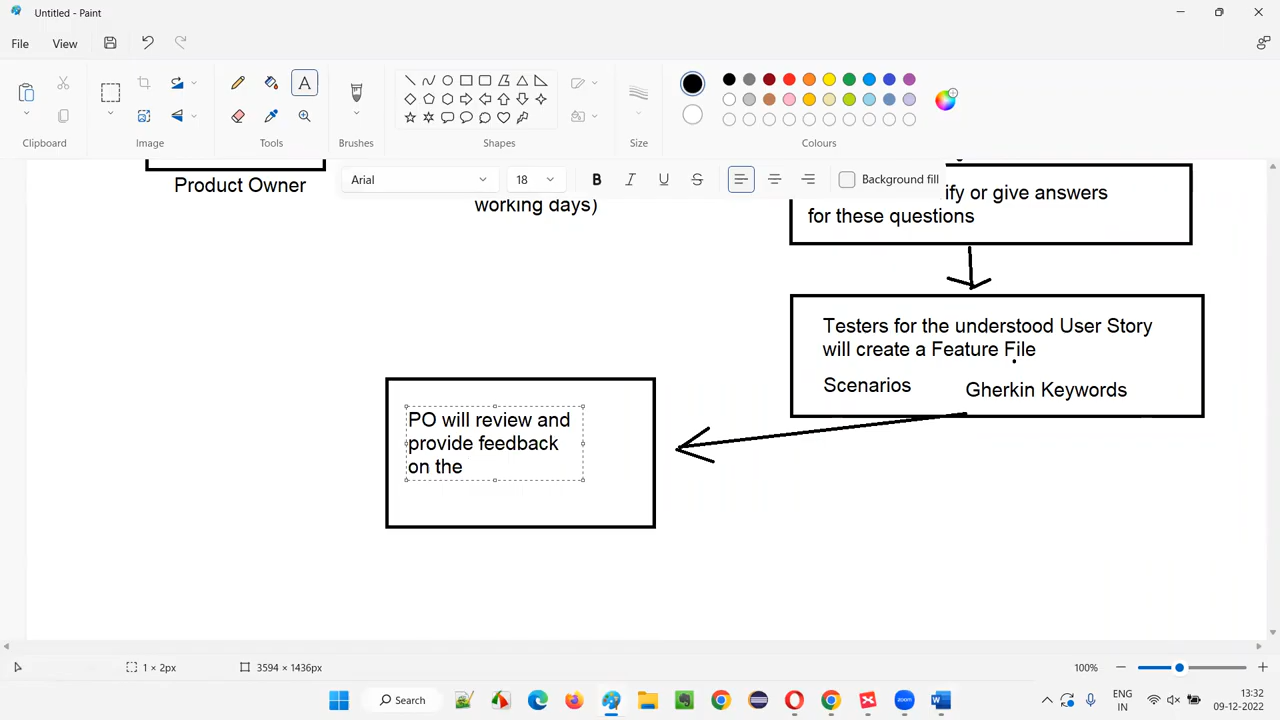 Untitled - Paint
File
View
Clipboard
Image
Tools
Brushes
Shapes
Size
Colours
Arial
18
Background fill
Product Owner
working days)
ify or give answers
for these questions
Testers for the understood User Story
will create a Feature File
Scenarios
Gherkin Keywords
PO will review and
provide feedback
on the
1 × 2px
3594 × 1436px
100%
Search
zoom
ENG
IN
13:32
09-12-2022